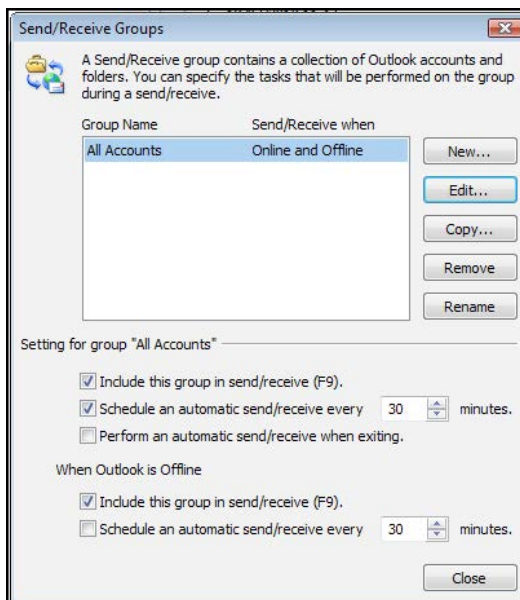 Send/Receive Groups
A Send/Receive group contains a collection of Outlook accounts and
folders. You can specify the tasks that will be performed on the group
during a send/receive.
Group Name Send/Receive when
All Accounts Online and Offline
New...
Edit...
Copy...
Remove
Rename
Setting for group "All Accounts"
Include this group in send/receive (F9).
Schedule an automatic send/receive every 30 minutes.
Perform an automatic send/receive when exiting.
When Outlook is Offline
Include this group in send/receive (F9).
Schedule an automatic send/receive every 30 minutes.
Close